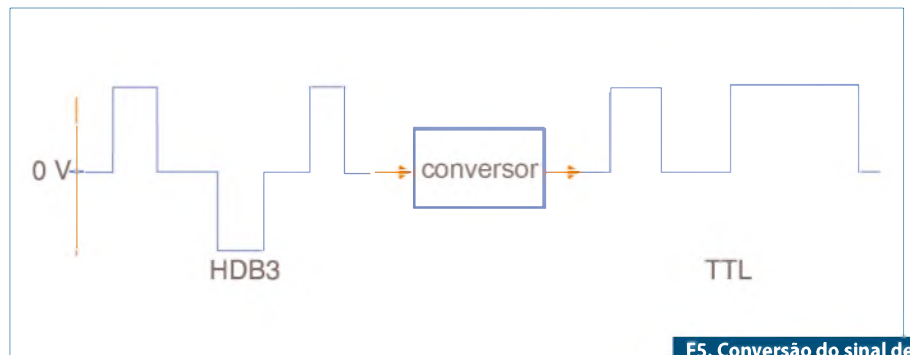 0 V
conversor
HDB3
TTL
F5. Conversão do sinal de